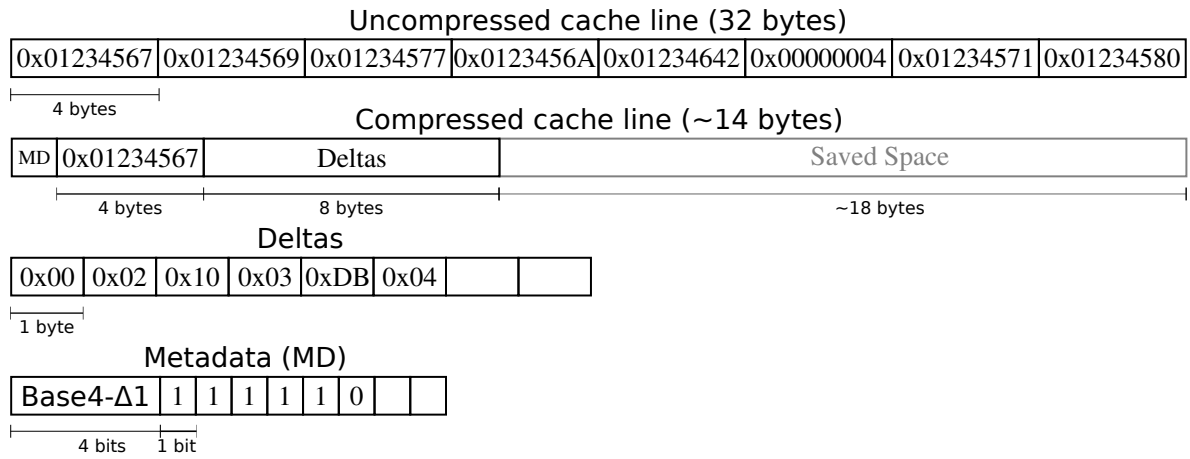 Uncompressed cache line (32 bytes)
0x01234567 0x01234569 0x01234577 0x0123456A 0x01234642 0x00000004 0x01234571 0x01234580
4 bytes
Compressed cache line (~14 bytes)
MD 0x01234567 Deltas Saved Space
4 bytes 8 bytes ~18 bytes
Deltas
0x00 0x02 0x10 0x03 0xDB 0x04
1 byte
Metadata (MD)
Base4-Δ1 1 1 1 1 1 0
4 bits 1 bit